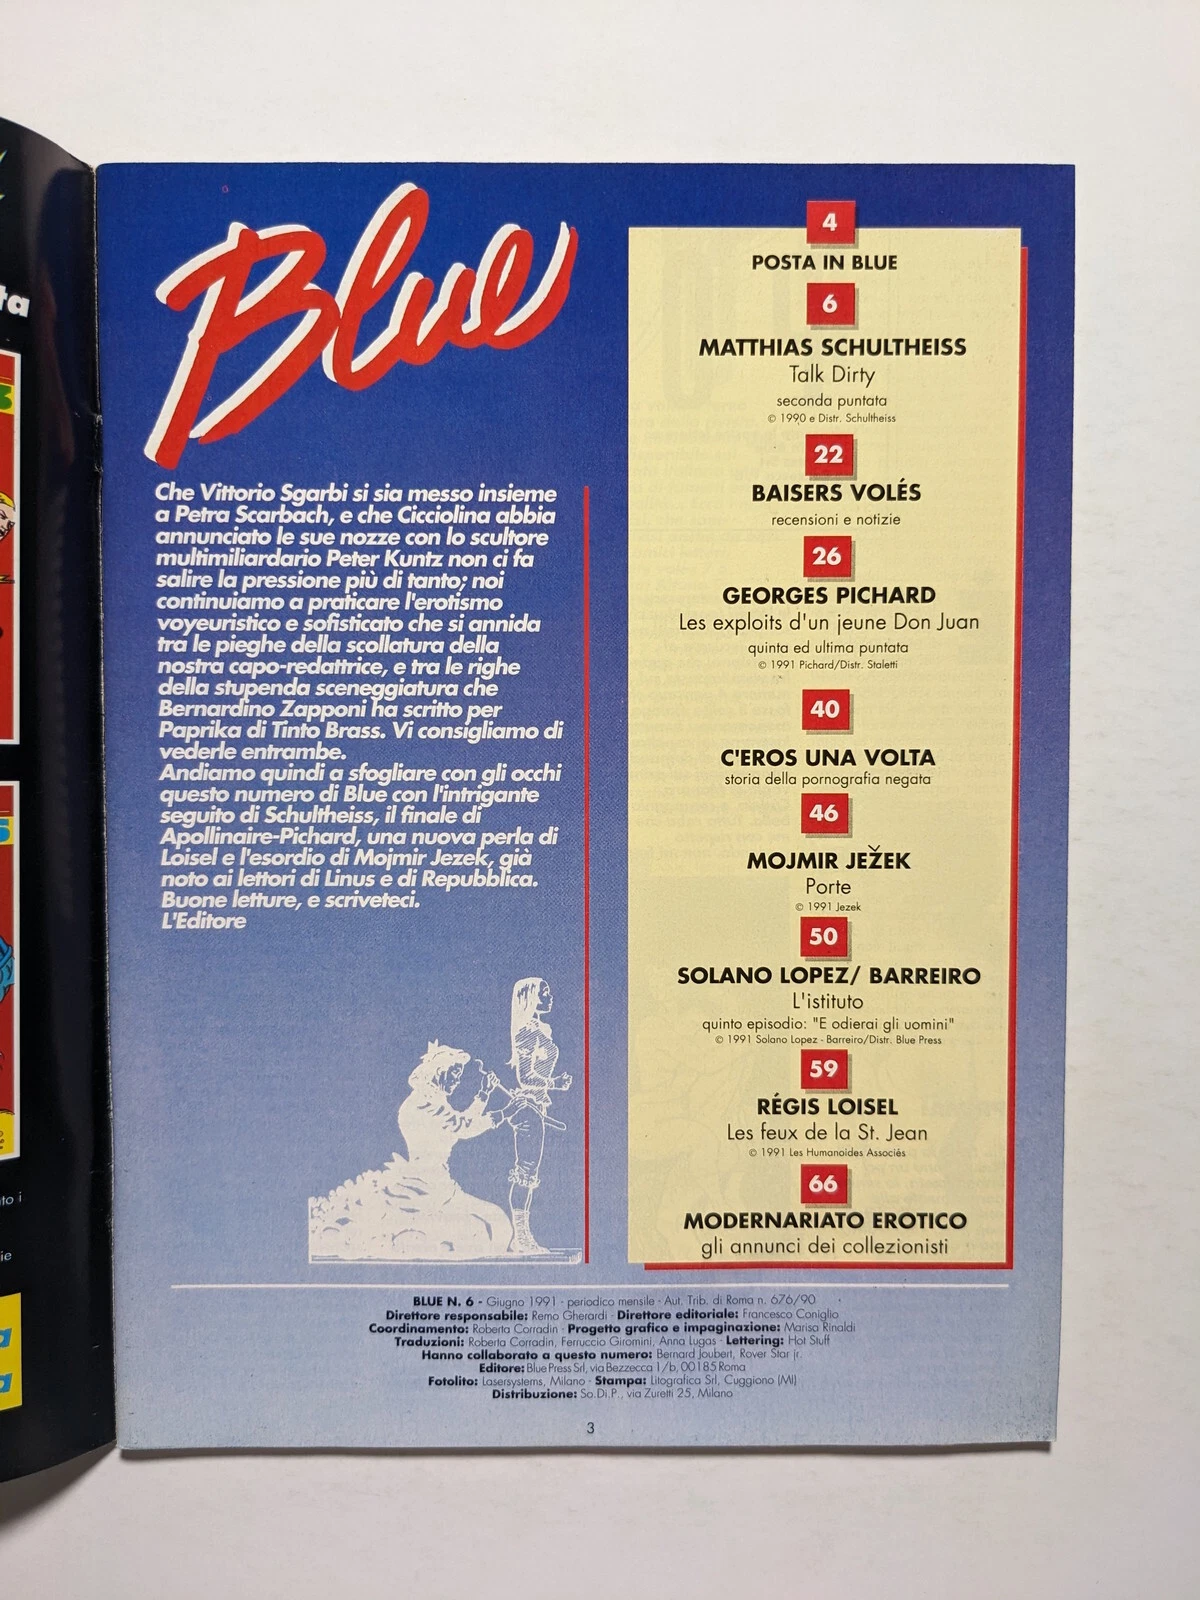 Blue
Che Vittorio Sgarbi si sia messo insieme
a Petra Scarbach, e che Cicciolina abbia
annunciato le sue nozze con lo scultore
multimiliardario Peter Kuntz non ci fa
salire la pressione più di tanto; noi
continuiamo a praticare l'erotismo
voyeuristico e sofisticato che si annida
tra le pieghe della scollatura della
nostra capo-redattrice, e tra le righe
della stupenda sceneggiatura che
Bernardino Zapponi ha scritto per
Paprika di Tinto Brass. Vi consigliamo di
vederle entrambe.
Andiamo quindi a sfogliare con gli occhi
questo numero di Blue con l'intrigante
seguito di Schultheiss, il finale di
Apollinaire-Pichard, una nuova perla di
Loisel e l'esordio di Mojmir Jezek, già
noto ai lettori di Linus e di Repubblica.
Buone letture, e scriveteci.
L'Editore
4
POSTA IN BLUE
6
MATTHIAS SCHULTHEISS
Talk Dirty
seconda puntata
© 1990 e Distr. Schultheiss
22
BAISERS VOLÉS
recensioni e notizie
26
GEORGES PICHARD
Les exploits d'un jeune Don Juan
quinta ed ultima puntata
© 1991 Pichard/Distr. Staletti
40
C'EROS UNA VOLTA
storia della pornografia negata
46
MOJMIR JEŽEK
Porte
© 1991 Jezek
50
SOLANO LOPEZ/ BARREIRO
L'istituto
quinto episodio: "E odierai gli uomini"
© 1991 Solano Lopez - Barreiro/Distr. Blue Press
59
RÉGIS LOISEL
Les feux de la St. Jean
© 1991 Les Humanoides Associés
66
MODERNARIATO EROTICO
gli annunci dei collezionisti
BLUE N. 6 - Giugno 1991 - periodico mensile - Aut. Trib. di Roma n. 676/90
Direttore responsabile: Remo Gherardi - Direttore editoriale: Francesco Coniglio
Coordinamento: Roberta Corradin - Progetto grafico e impaginazione: Marisa Rinaldi
Traduzioni: Roberta Corradin, Ferruccio Giromini, Anna Lugas - Lettering: Hot Stuff
Hanno collaborato a questo numero: Bernard Joubert, Rover Star jr.
Editore: Blue Press Srl, via Bezzecca 1/b, 00185 Roma
Fotolito: Lasersystems, Milano - Stampa: Litografica Srl, Cuggiono (MI)
Distribuzione: So.Di.P., via Zuretti 25, Milano
3